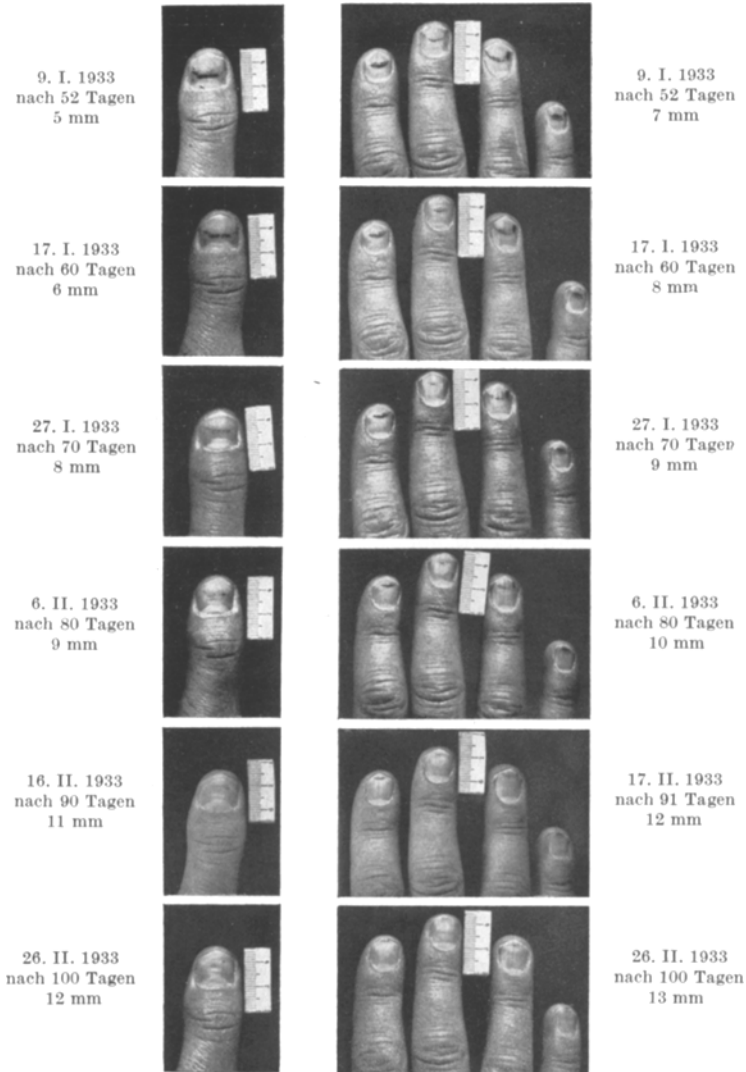 9. I. 1933
nach 52 Tagen
5 mm
9. I. 1933
nach 52 Tagen
7 mm
17. I. 1933
nach 60 Tagen
6 mm
17. I. 1933
nach 60 Tagen
8 mm
27. I. 1933
nach 70 Tagen
8 mm
27. I. 1933
nach 70 Tagen
9 mm
6. II. 1933
nach 80 Tagen
9 mm
6. II. 1933
nach 80 Tagen
10 mm
16. II. 1933
nach 90 Tagen
11 mm
17. II. 1933
nach 91 Tagen
12 mm
26. II. 1933
nach 100 Tagen
12 mm
26. II. 1933
nach 100 Tagen
13 mm